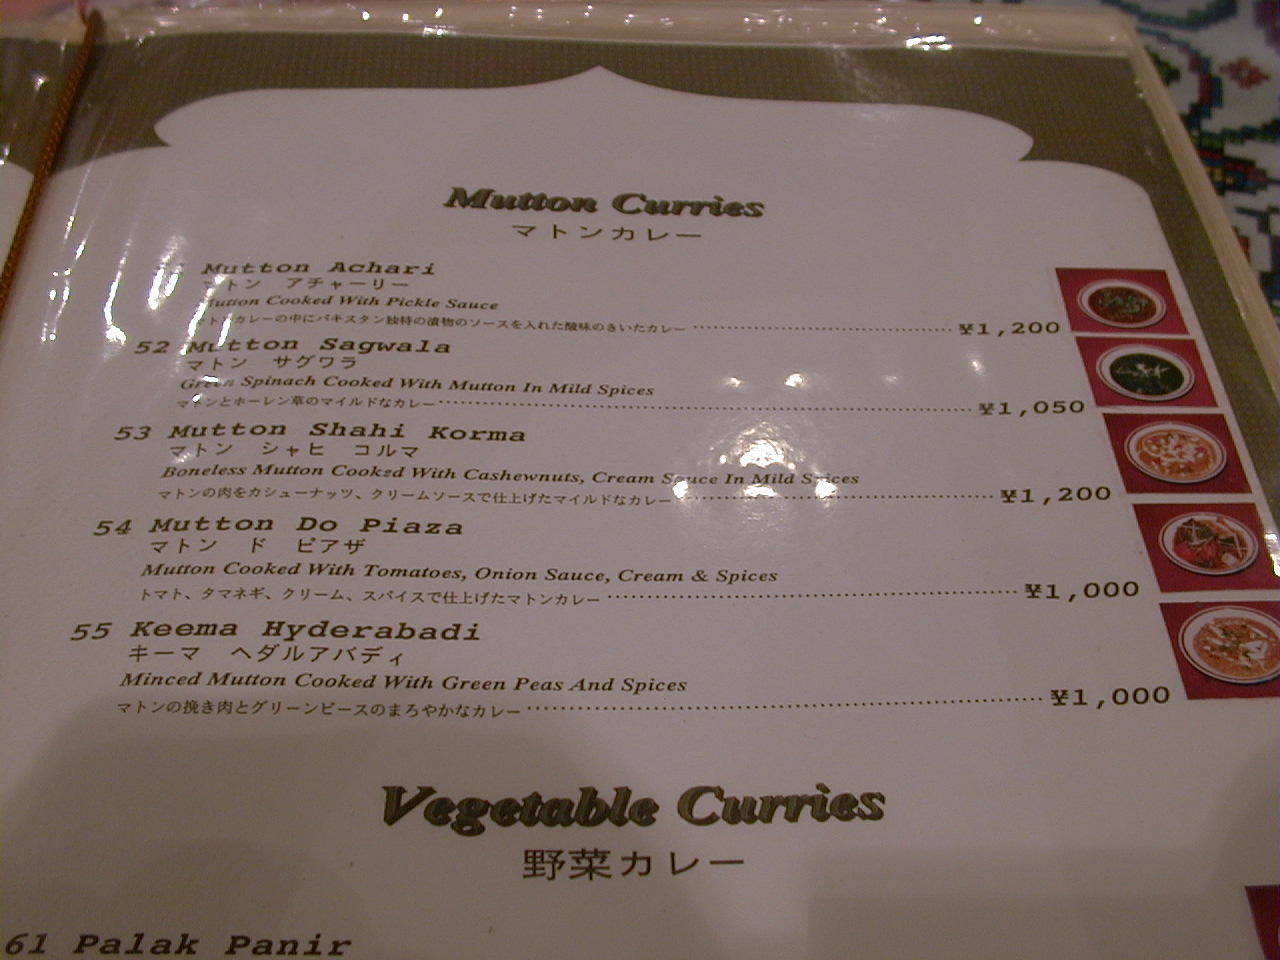 Mutton Curries
マトンカレー
Mutton Achari
マトン アチャーリー
Mutton Cooked With Pickle Sauce
マトンカレーの中にパキスタン独特の漬物のソースを入れた酸味のきいたカレー ¥1,200
52 Mutton Sagwala
マトン サグワラ
Green Spinach Cooked With Mutton In Mild Spices
マトンとホーレン草のマイルドなカレー ¥1,050
53 Mutton Shahi Korma
マトン シャヒ コルマ
Boneless Mutton Cooked With Cashewnuts, Cream Sauce In Mild Spices
マトンの肉をカシューナッツ、クリームソースで仕上げたマイルドなカレー ¥1,200
54 Mutton Do Piaza
マトン ド ピアザ
Mutton Cooked With Tomatoes, Onion Sauce, Cream & Spices
トマト、タマネギ、クリーム、スパイスで仕上げたマトンカレー ¥1,000
55 Keema Hyderabadi
キーマ ヘダルアバディ
Minced Mutton Cooked With Green Peas And Spices
マトンの挽き肉とグリーンピースのまろやかなカレー ¥1,000
Vegetable Curries
野菜カレー
61 Palak Panir